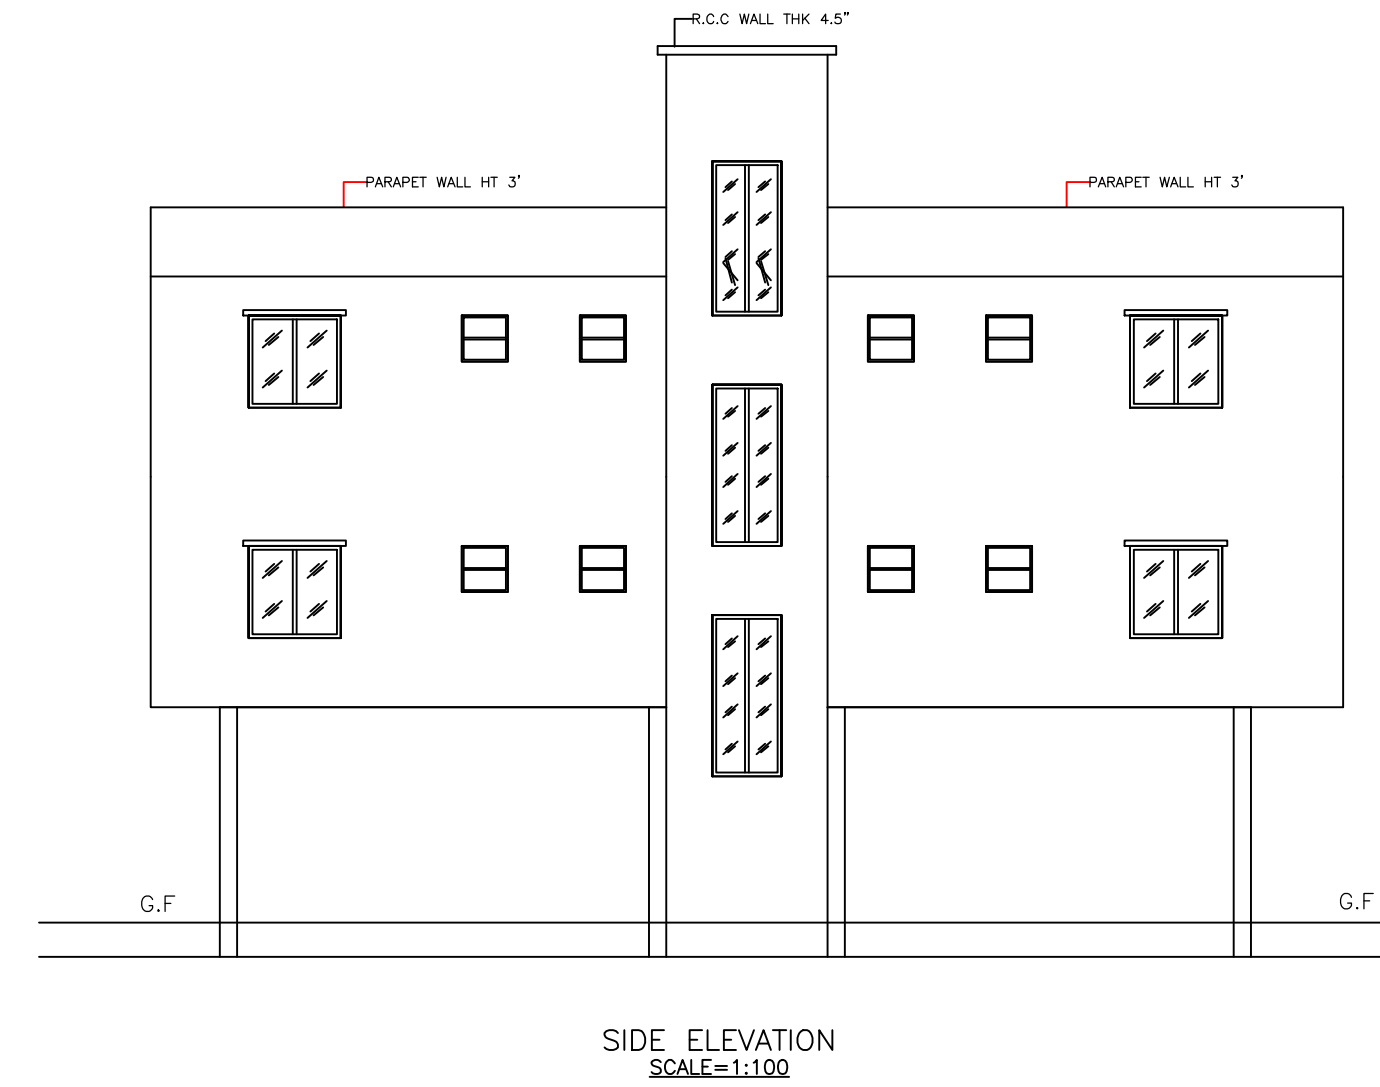 R.C.C WALL THK 4.5"
PARAPET WALL HT 3'
PARAPET WALL HT 3'
G.F
G.F
SIDE ELEVATION
SCALE=1:100